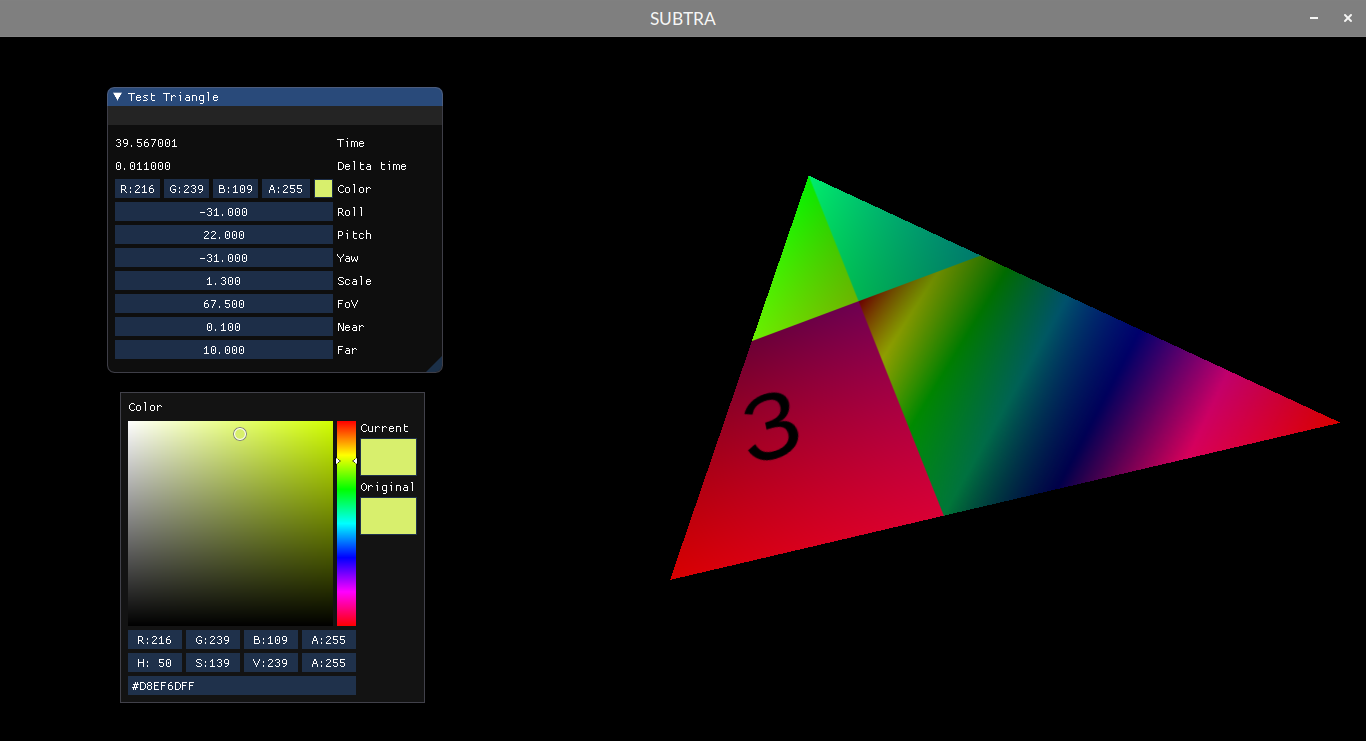 SUBTRA
Test Triangle
39.567001 Time
0.011000 Delta time
R:216 G:239 B:109 A:255 Color
-31.000 Roll
22.000 Pitch
-31.000 Yaw
1.300 Scale
67.500 FoV
0.100 Near
10.000 Far
3
Color
Current
Original
R:216 G:239 B:109 A:255
H: 50 S:139 V:239 A:255
#D8EF6DFF